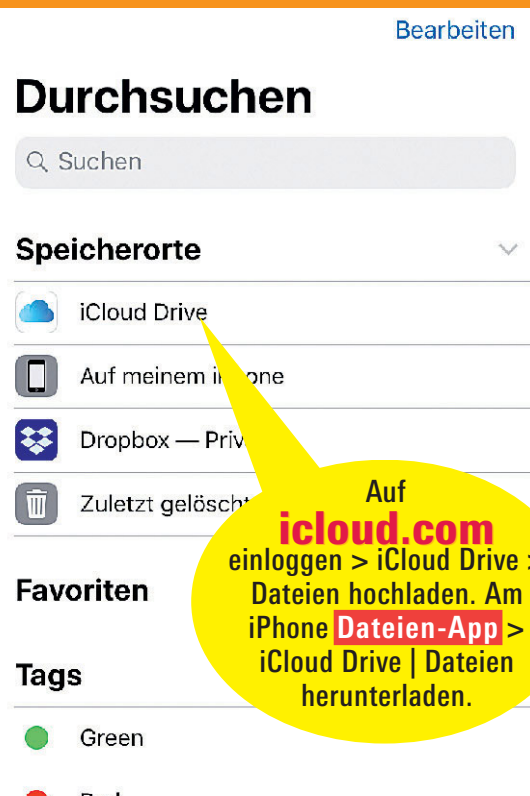 Bearbeiten
Durchsuchen
Suchen
Speicherorte
iCloud Drive
Auf meinem
Dropbox —
Zuletzt gelöscht
Auf
icloud.com
einloggen > iCloud Drive >
Dateien hochladen. Am
iPhone Dateien-App >
iCloud Drive | Dateien
herunterladen.
Favoriten
Tags
Green